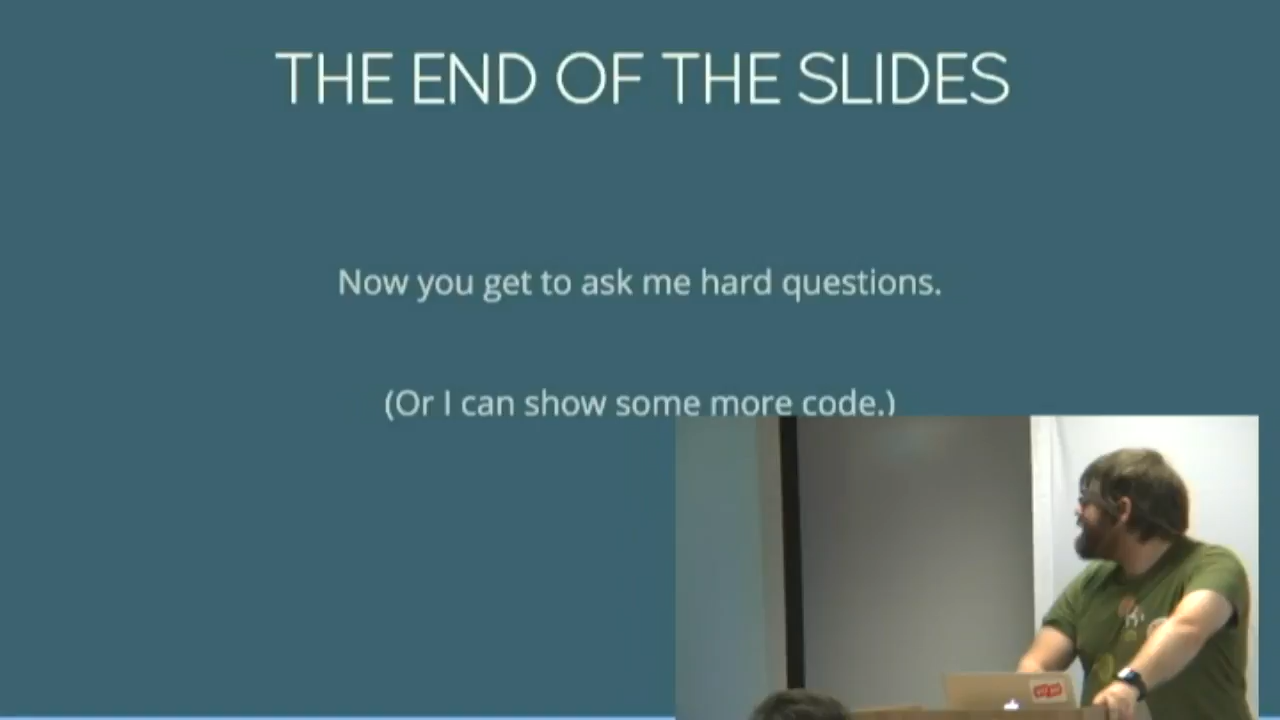 THE END OF THE SLIDES
Now you get to ask me hard questions.
(Or I can show some more code.)